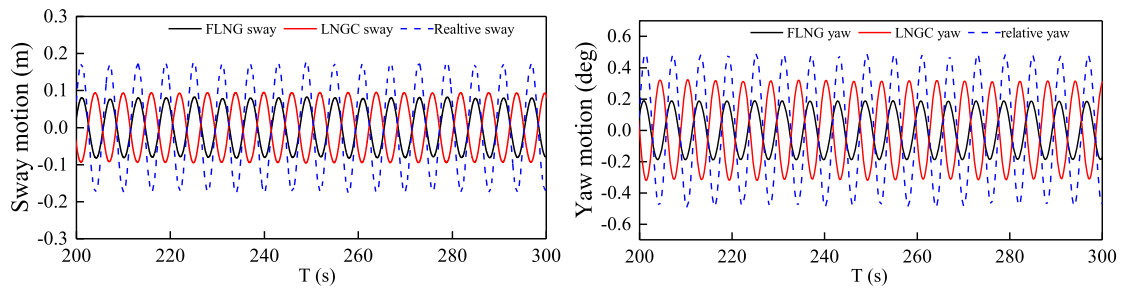 FLNG sway LNGC sway Realtive sway
Sway motion (m)
0.3
0.2
0.1
0.0
-0.1
-0.2
-0.3
200 220 240 260 280 300
T (s)
FLNG yaw LNGC yaw relative yaw
Yaw motion (deg)
0.6
0.4
0.2
0.0
-0.2
-0.4
-0.6
200 220 240 260 280 300
T (s)